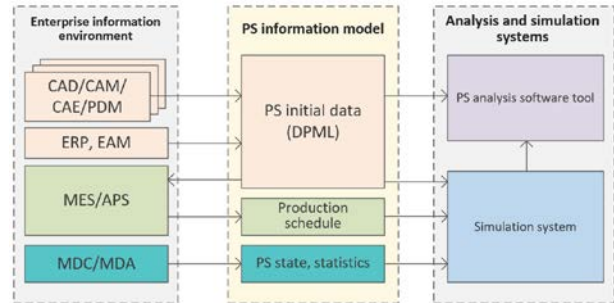 Enterprise information
environment
CAD/CAM/
CAE/PDM
ERP, EAM
MES/APS
MDC/MDA
PS information model
PS initial data
(DPML)
Production
schedule
PS state, statistics
Analysis and simulation
systems
PS analysis software tool
Simulation system